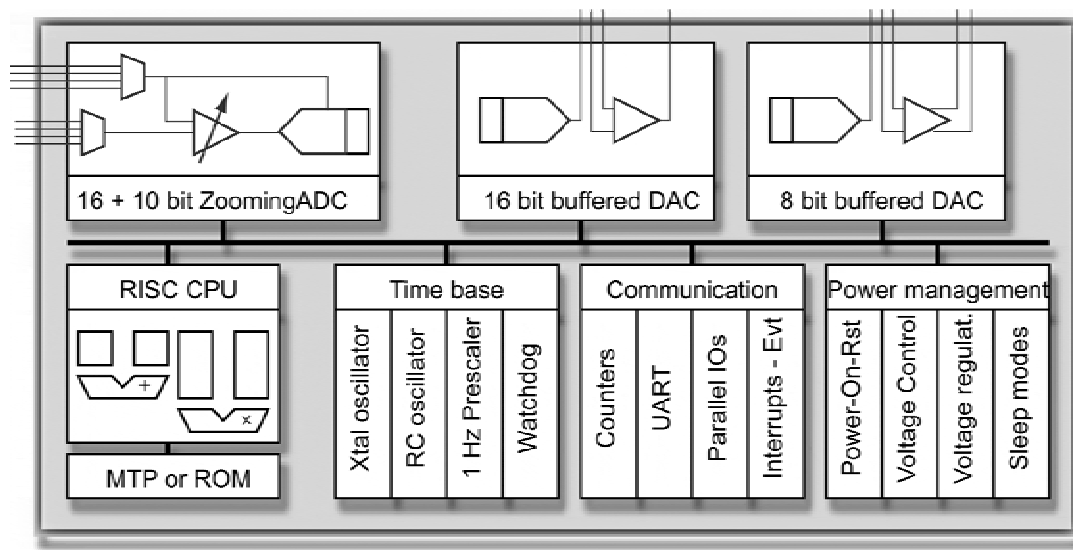 16 + 10 bit ZoomingADC
16 bit buffered DAC
8 bit buffered DAC
RISC CPU
+
x
MTP or ROM
Time base
Xtal oscillator
RC oscillator
1 Hz Prescaler
Watchdog
Communication
Counters
UART
Parallel IOs
Interrupts - Evt
Power management
Power-On-Rst
Voltage Control
Voltage regulat.
Sleep modes